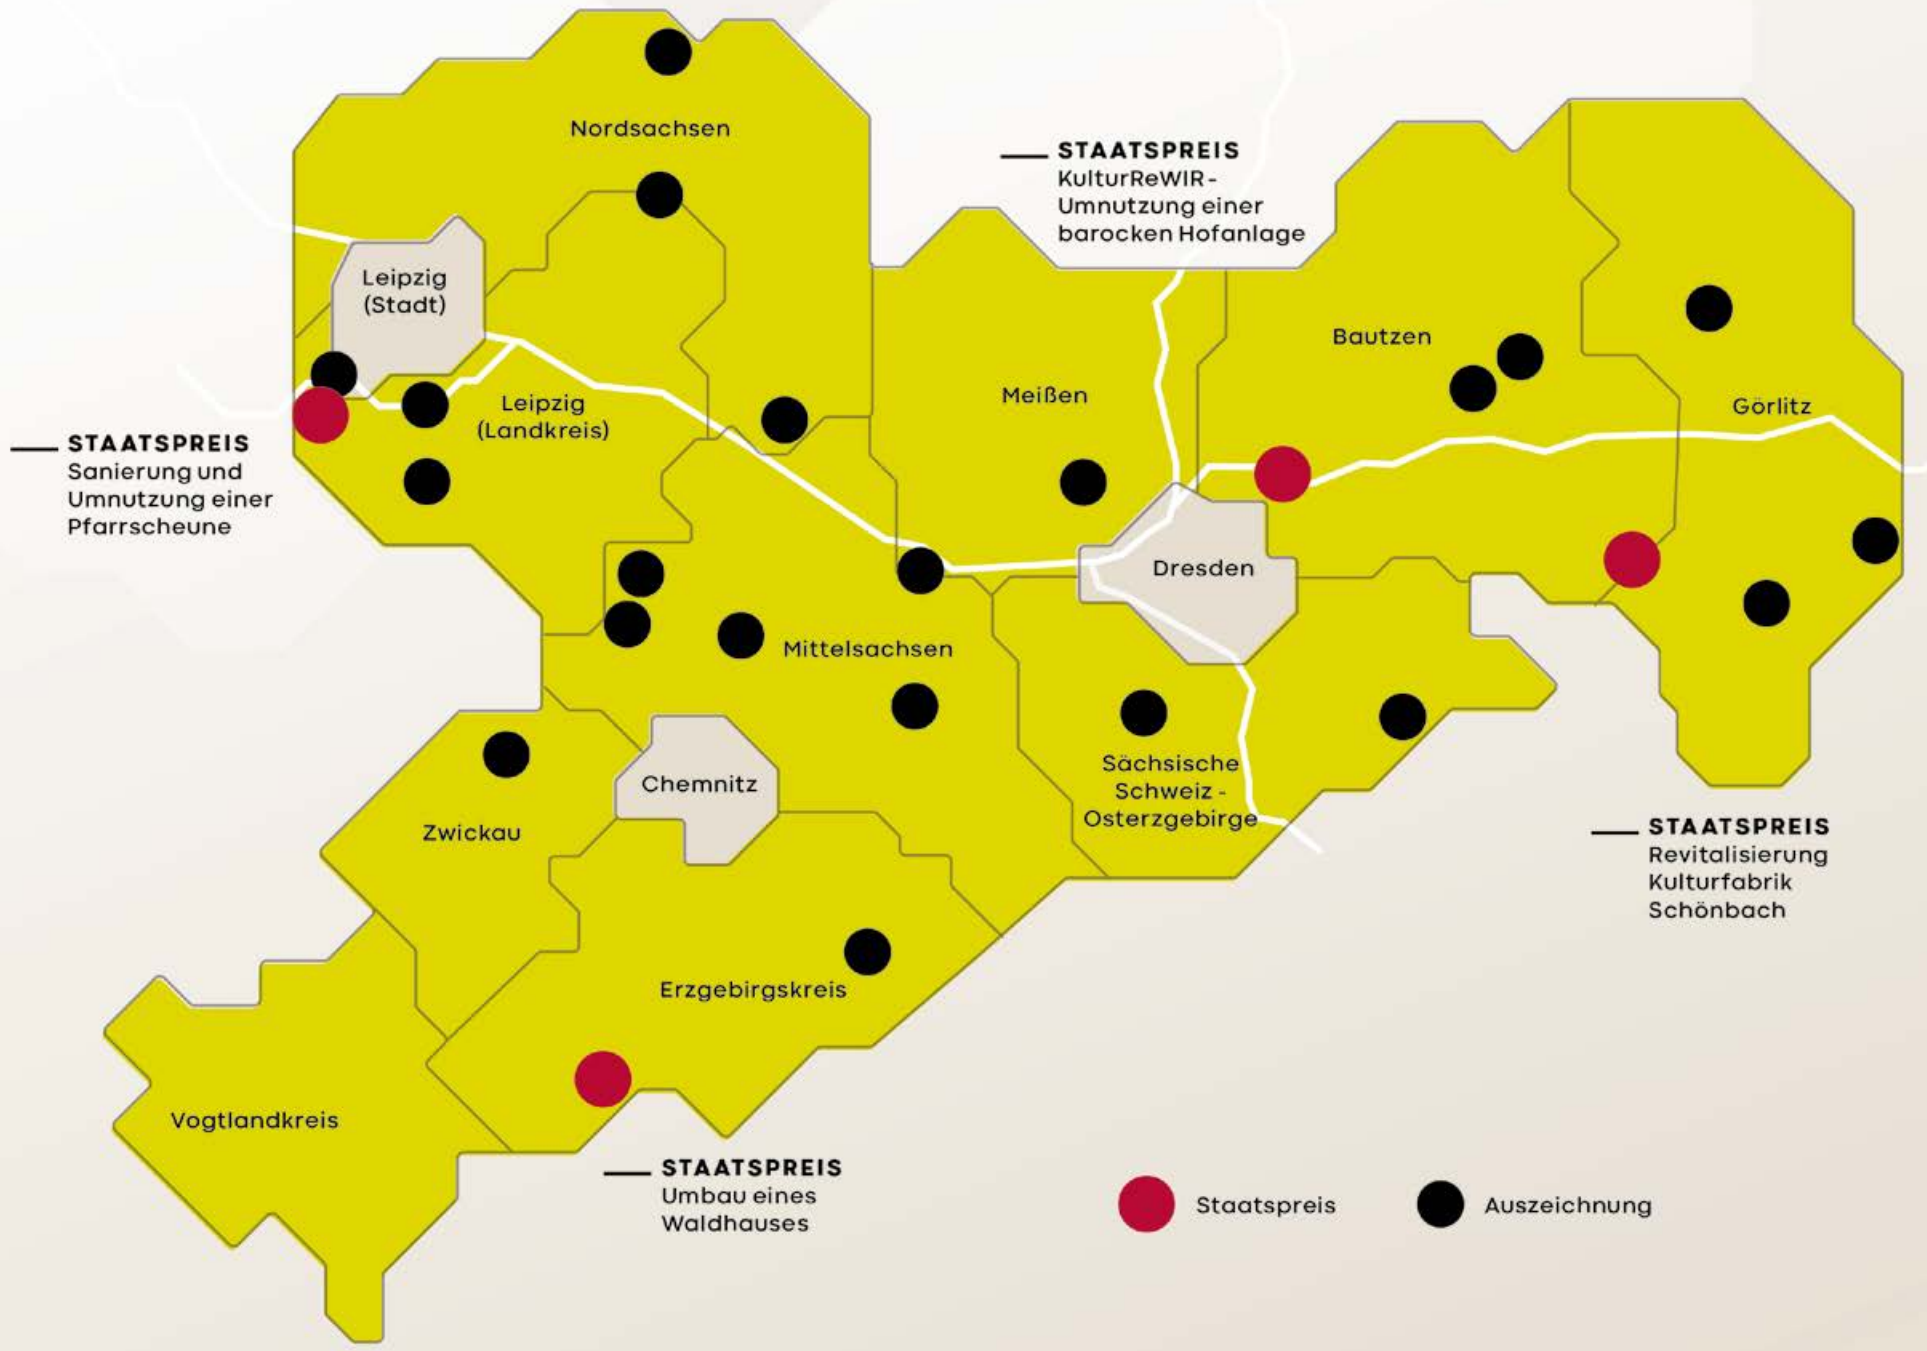 Nordsachsen
STAATSPREIS
KulturReWIR-
Umnutzung einer
barocken Hofanlage
Leipzig
(Stadt)
Bautzen
Meißen
Görlitz
Leipzig
(Landkreis)
STAATSPREIS
Sanierung und
Umnutzung einer
Pfarrscheune
Dresden
Mittelsachsen
Sächsische
Schweiz -
Osterzgebirge
Chemnitz
Zwickau
STAATSPREIS
Revitalisierung
Kulturfabrik
Schönbach
Erzgebirgskreis
Vogtlandkreis
STAATSPREIS
Umbau eines
Waldhauses
Staatspreis
Auszeichnung